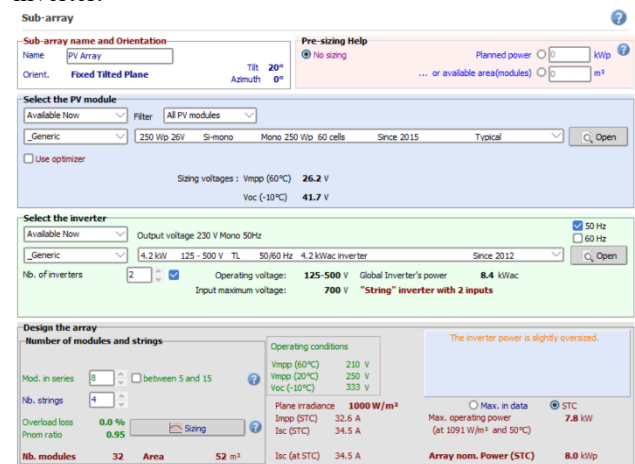 inverter.
Sub-array
Sub-array name and Orientation
Name PV Array
Orient. Fixed Tilted Plane
Tilt 20°
Azimuth 0°
Pre-sizing Help
No sizing
Planned power 0 kWp
... or available area(modules) 0 m²
Select the PV module
Available Now Filter All PV modules
_Generic 250 Wp 26V Si-mono Mono 250 Wp 60 cells Since 2015 Typical Open
Use optimizer
Sizing voltages : Vmpp (60°C) 26.2 V
Voc (-10°C) 41.7 V
Select the inverter
Available Now Output voltage 230 V Mono 50Hz
50 Hz
60 Hz
_Generic 4.2 kW 125 - 500 V TL 50/60 Hz 4.2 kWac inverter Since 2012 Open
Nb. of inverters 2 Operating voltage: 125-500 V Global Inverter's power 8.4 kWac
Input maximum voltage: 700 V "String" inverter with 2 inputs
Design the array
Number of modules and strings
Mod. in series 8 between 5 and 15
Nb. strings 4
Overload loss 0.0 %
Pnom ratio 0.95 Sizing
Nb. modules 32 Area 52 m²
Operating conditions
Vmpp (60°C) 210 V
Vmpp (20°C) 250 V
Voc (-10°C) 333 V
Plane irradiance 1000 W/m²
Impp (STC) 32.6 A
Isc (STC) 34.5 A
Isc (at STC) 34.5 A
The inverter power is slightly oversized.
Max. in data STC
Max. operating power 7.8 kW
(at 1091 W/m² and 50°C)
Array nom. Power (STC) 8.0 kWp